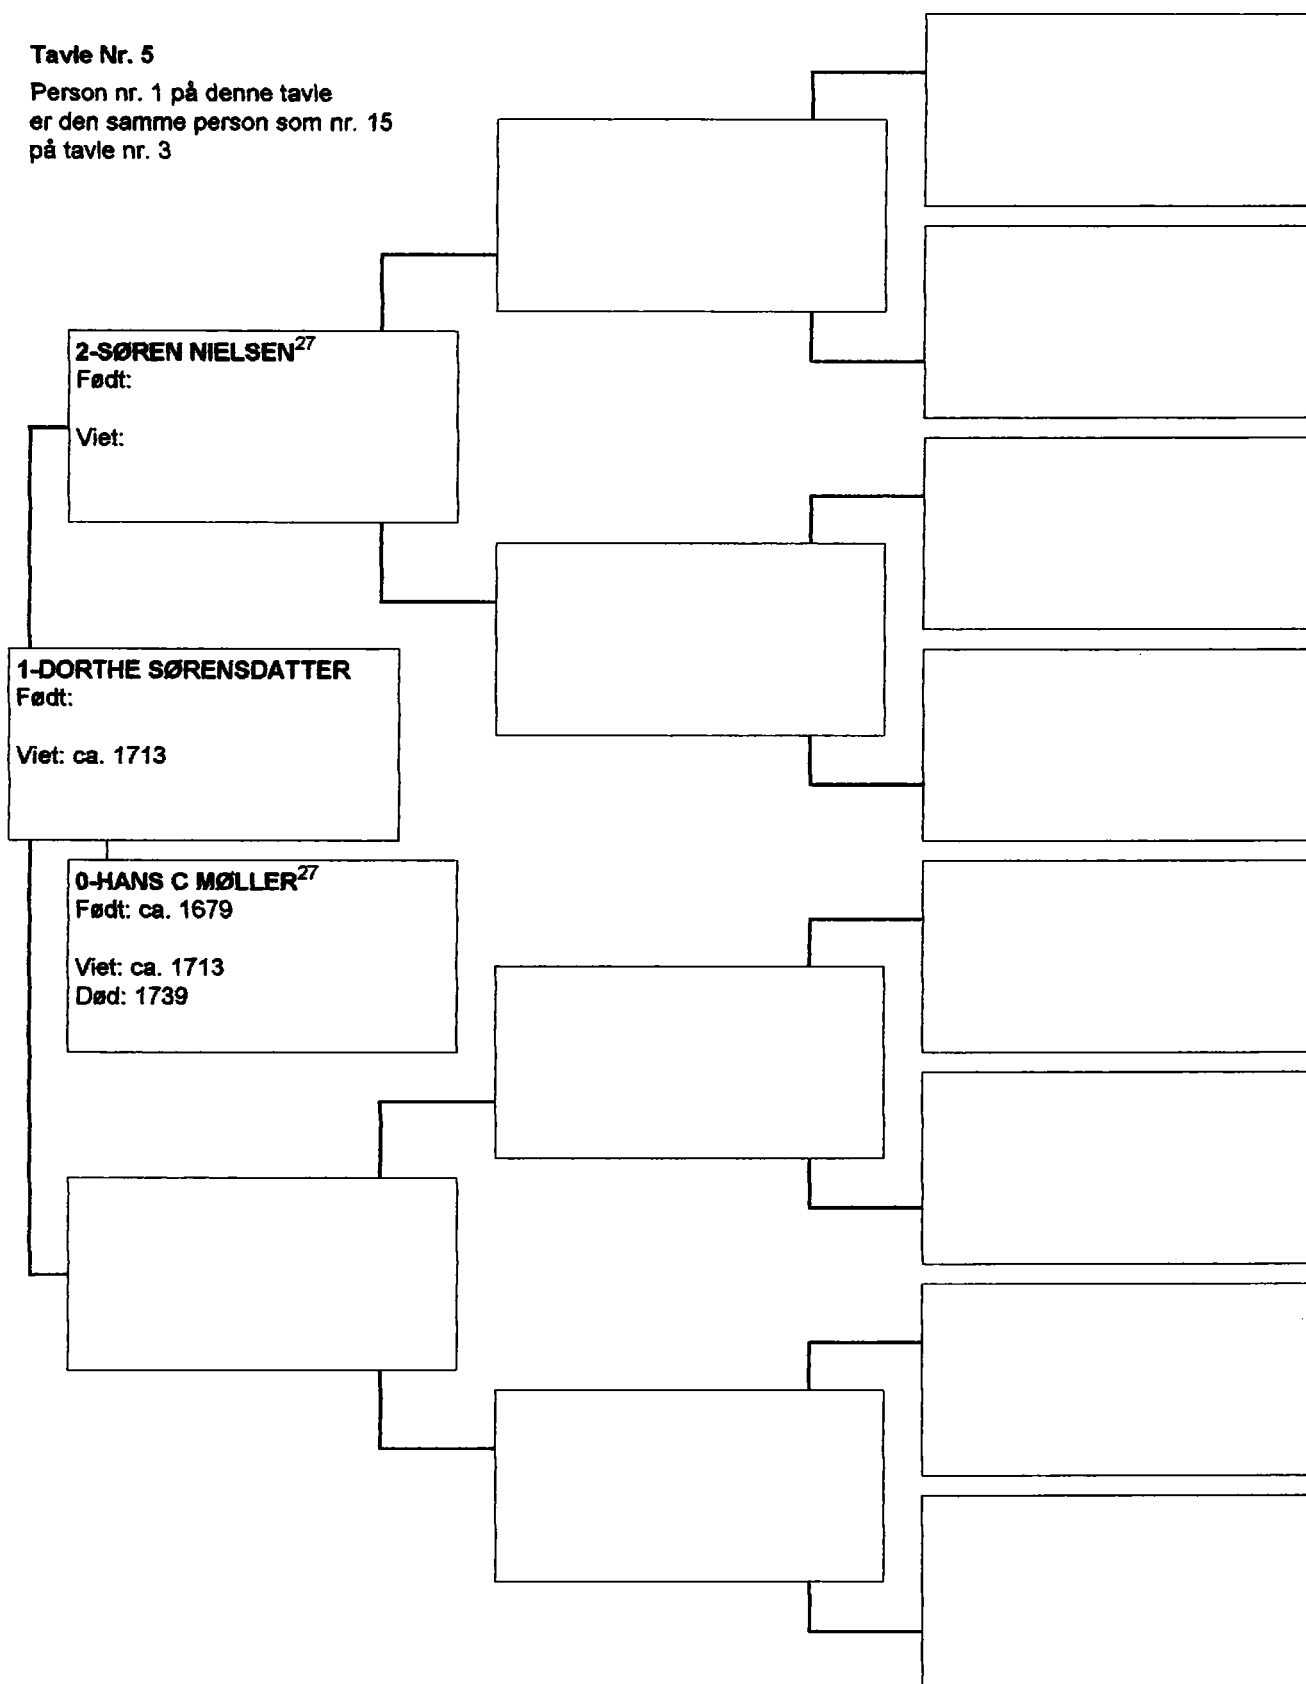 Tavle Nr. 5
Person nr. 1 på denne tavle
er den samme person som nr. 15
på tavle nr. 3
2-SØREN NIELSEN27
Født:
Viet:
1-DORTHE SØRENSDATTER
Født:
Viet: ca. 1713
0-HANS C MØLLER27
Født: ca. 1679
Viet: ca. 1713
Død: 1739